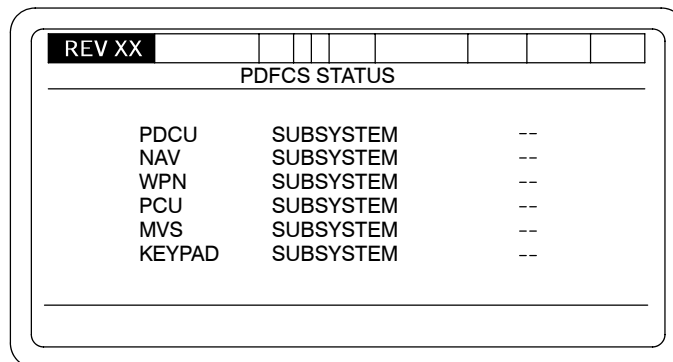 REV XX
PDFCS STATUS
PDCU SUBSYSTEM --
NAV SUBSYSTEM --
WPN SUBSYSTEM --
PCU SUBSYSTEM --
MVS SUBSYSTEM --
KEYPAD SUBSYSTEM --